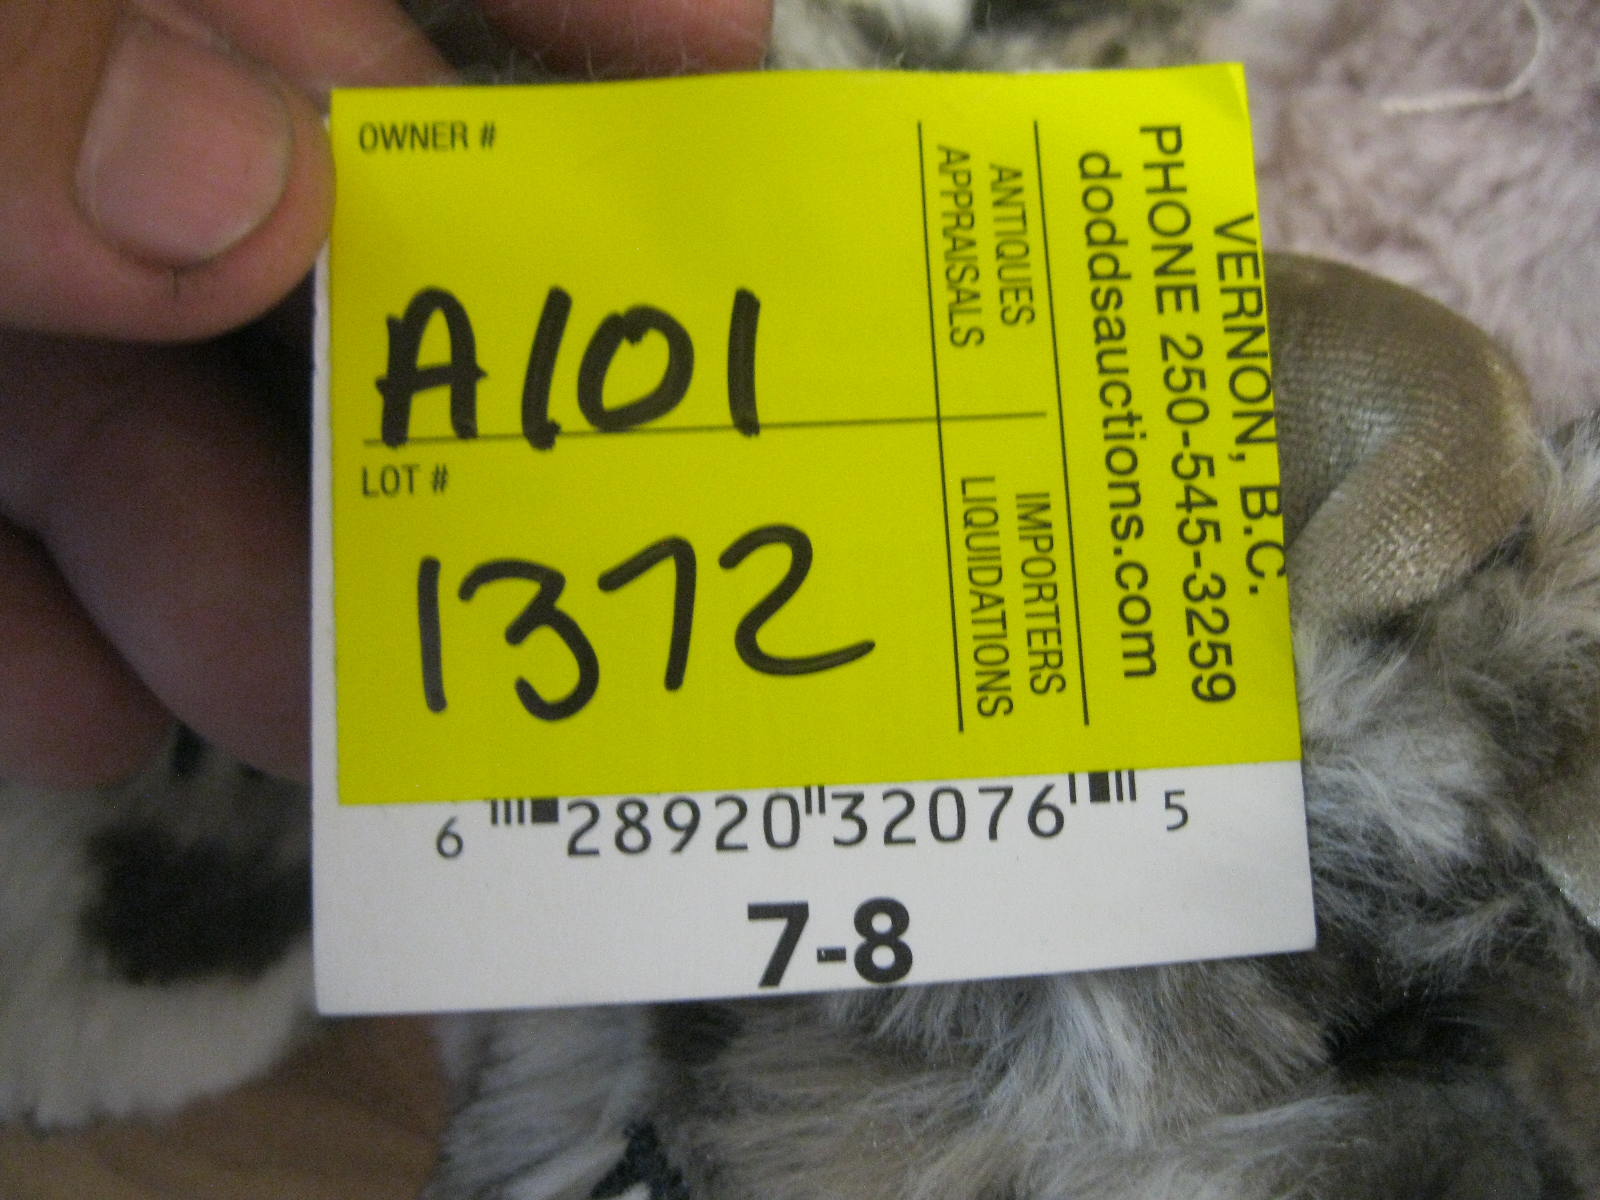 OWNER #
A101
LOT #
1372
VERNON, B.C.
PHONE 250-545-3259
doddsauctions.com
ANTIQUES
APPRAISALS
IMPORTERS
LIQUIDATIONS
6 28920 32076 5
7-8